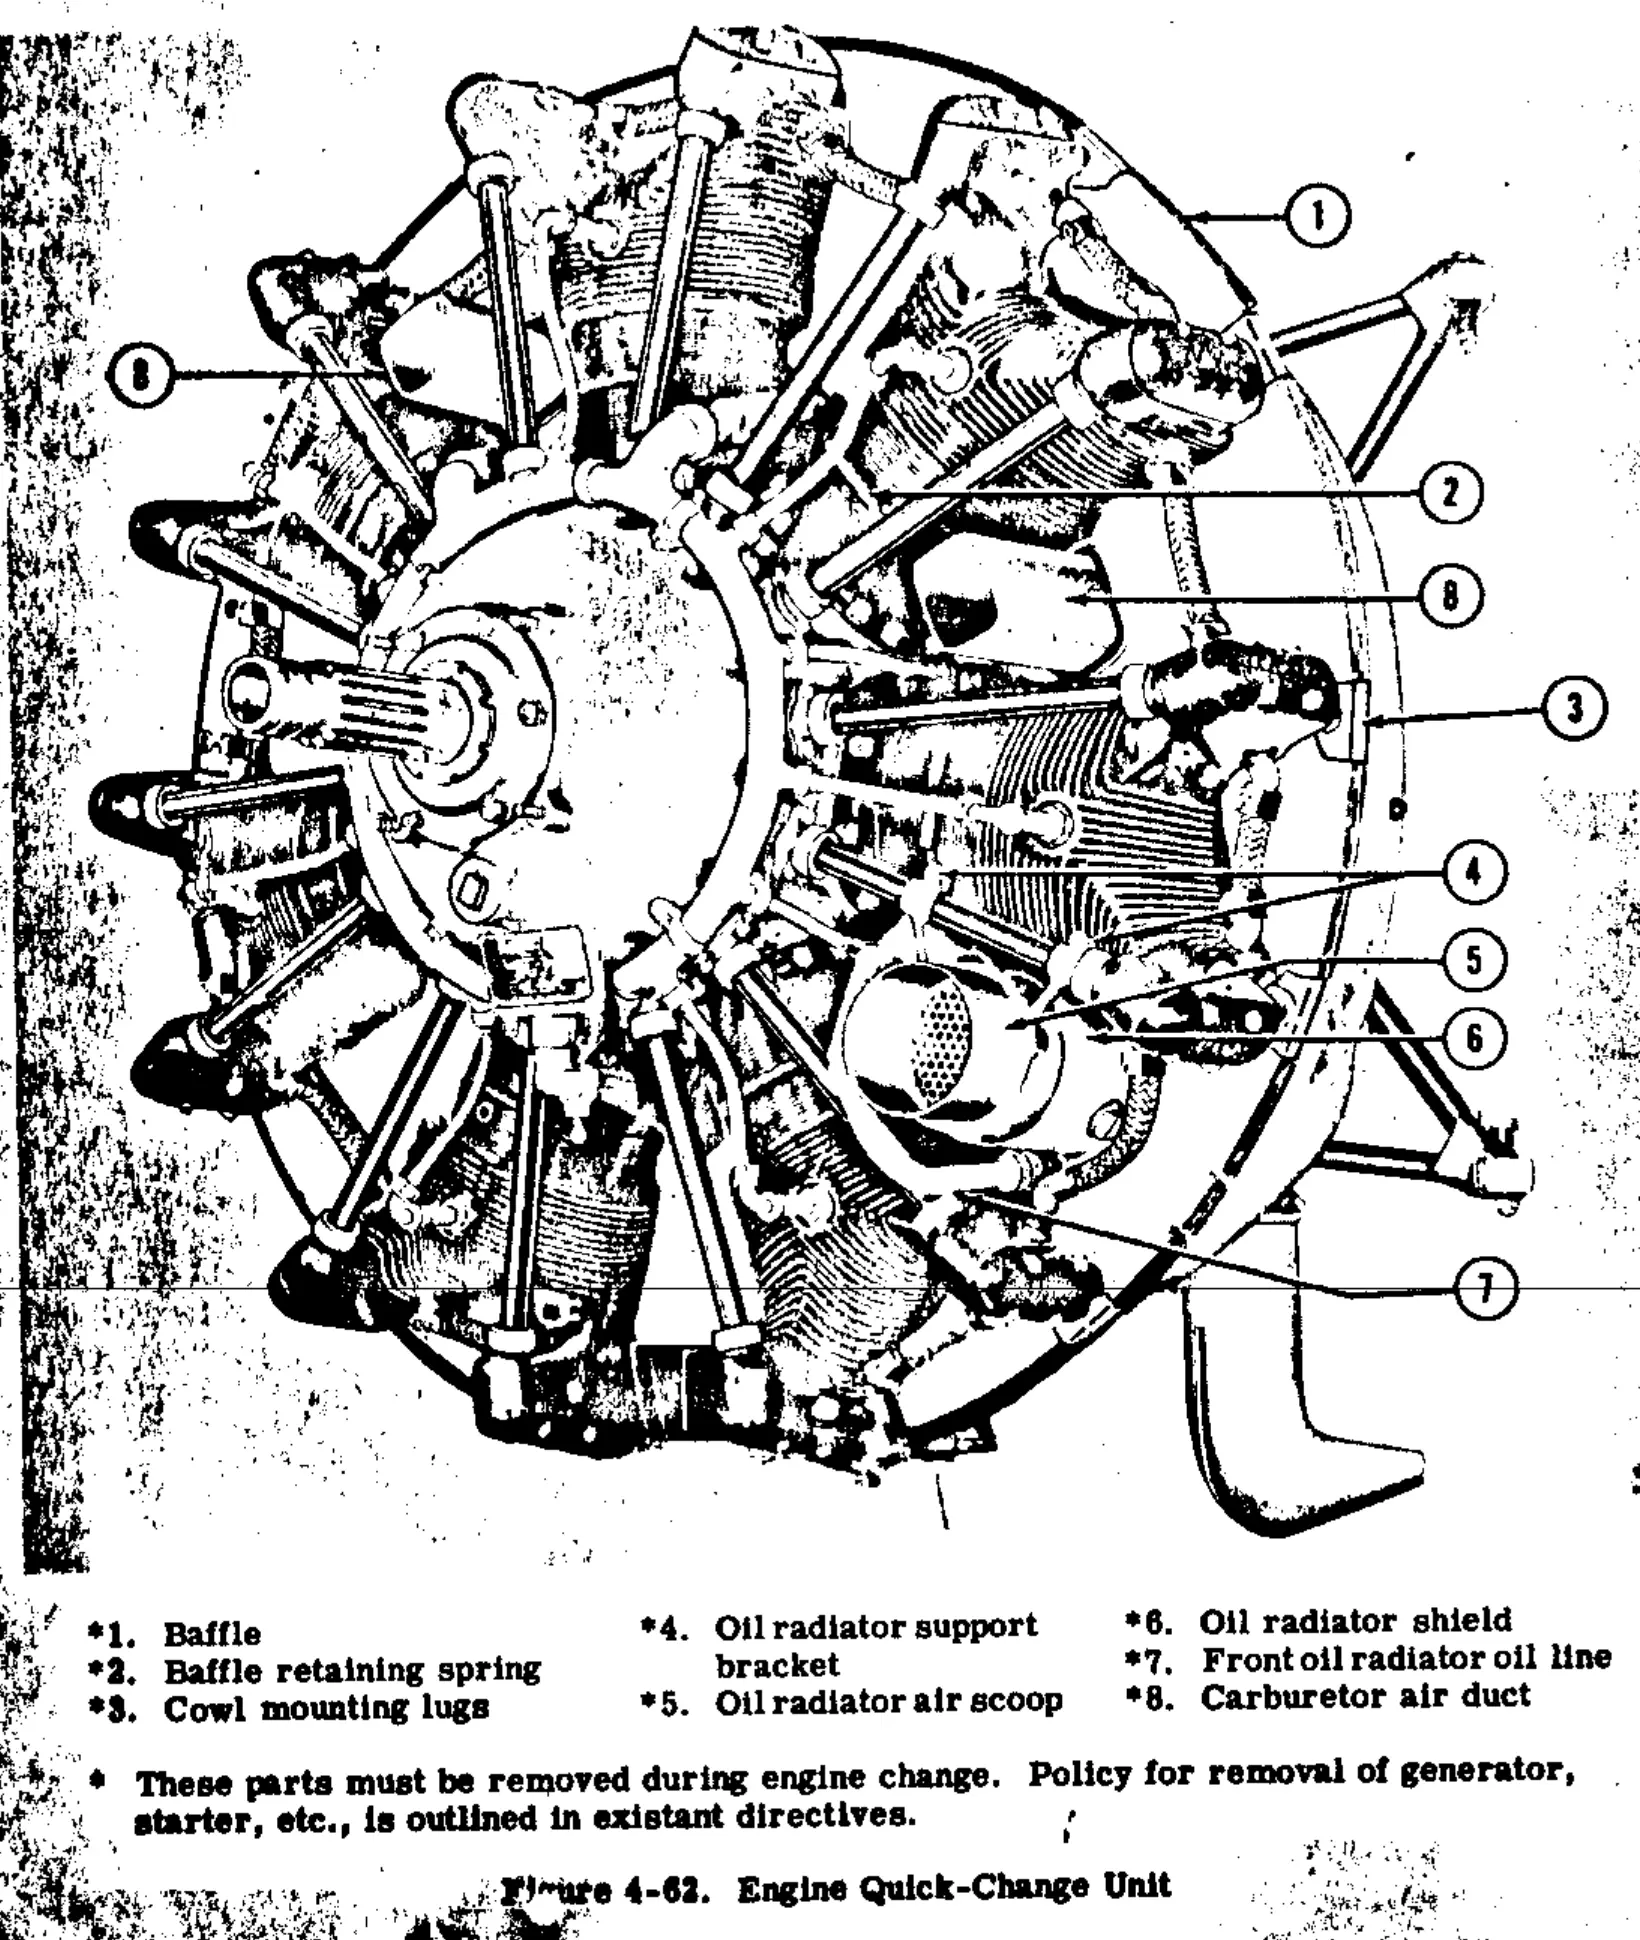 1
8
2
8
3
4
5
6
7
*1. Baffle
*2. Baffle retaining spring
*3. Cowl mounting lugs
*4. Oil radiator support
bracket
*5. Oil radiator air scoop
*6. Oil radiator shield
*7. Front oil radiator oil line
*8. Carburetor air duct
* These parts must be removed during engine change. Policy for removal of generator,
starter, etc., is outlined in existant directives.
Figure 4-62. Engine Quick-Change Unit